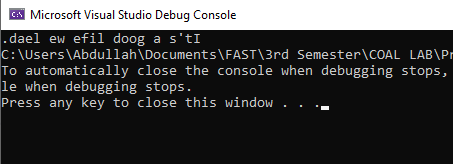 Microsoft Visual Studio Debug Console
.dael ew efil doog a s'tI
C:\Users\Abdullah\Documents\FAST\3rd Semester\COAL LAB\Pr
To automatically close the console when debugging stops,
le when debugging stops.
Press any key to close this window . . .